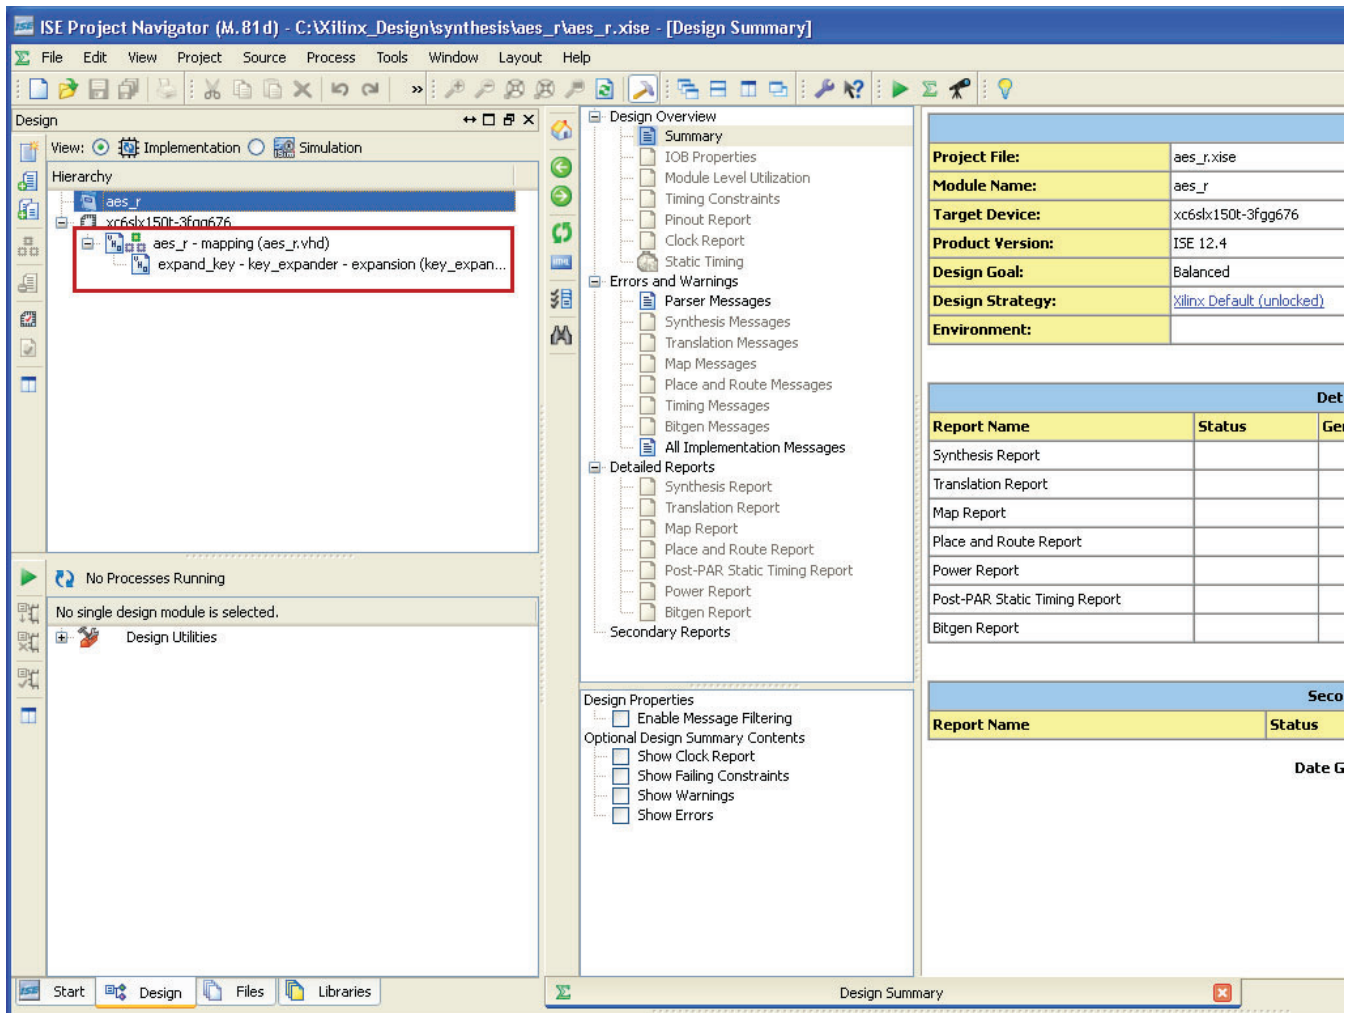 ISE Project Navigator (M.81d) - C:\Xilinx_Design\synthesis\aes_r\aes_r.xise - [Design Summary]
File Edit View Project Source Process Tools Window Layout Help
Design
View: Implementation Simulation
Hierarchy
aes_r
xc6slx150t-3fgg676
aes_r - mapping (aes_r.vhd)
expand_key - key_expander - expansion (key_expan...
No Processes Running
No single design module is selected.
Design Utilities
Start Design Files Libraries
Design Overview
Summary
IOB Properties
Module Level Utilization
Timing Constraints
Pinout Report
Clock Report
Static Timing
Errors and Warnings
Parser Messages
Synthesis Messages
Translation Messages
Map Messages
Place and Route Messages
Timing Messages
Bitgen Messages
All Implementation Messages
Detailed Reports
Synthesis Report
Translation Report
Map Report
Place and Route Report
Post-PAR Static Timing Report
Power Report
Bitgen Report
Secondary Reports
Design Properties
Enable Message Filtering
Optional Design Summary Contents
Show Clock Report
Show Failing Constraints
Show Warnings
Show Errors
Project File: aes_r.xise
Module Name: aes_r
Target Device: xc6slx150t-3fgg676
Product Version: ISE 12.4
Design Goal: Balanced
Design Strategy: Xilinx Default (unlocked)
Environment:
Det
Report Name Status Ge
Synthesis Report
Translation Report
Map Report
Place and Route Report
Power Report
Post-PAR Static Timing Report
Bitgen Report
Seco
Report Name Status
Date G
Design Summary